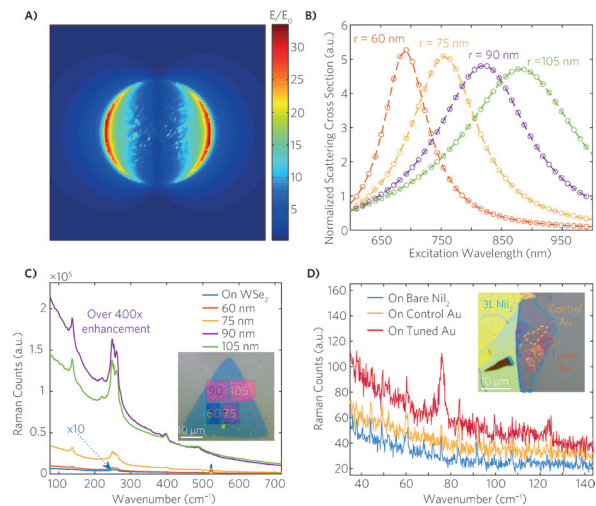 A)
E/E₀
30
25
20
15
10
5
B)
r = 60 nm
r = 75 nm
r = 90 nm
r =105 nm
Normalized Scattering Cross Section (a.u.)
6
5
4
3
2
1
0
650
750
850
950
Excitation Wavelength (nm)
C)
x10⁵
Over 400x
enhancement
On WSe₂
60 nm
75 nm
90 nm
105 nm
Raman Counts (a.u.)
2
1.5
1
0.5
0
x10
90
105
60
75
10 µm
100
200
300
400
500
600
700
Wavenumber (cm⁻¹)
D)
On Bare NiI₂
On Control Au
On Tuned Au
3L NiI₂
Control
Au
Tuned
Au
10 µm
Raman Counts (a.u.)
160
140
120
100
80
60
40
20
40
60
80
100
120
140
Wavenumber (cm⁻¹)